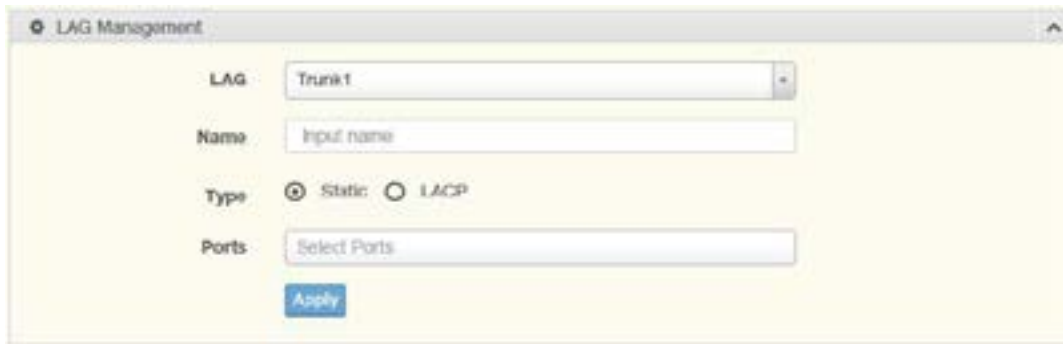 LAG Management
LAG Trunk1
Name Input name
Type Static LACP
Ports Select Ports
Apply